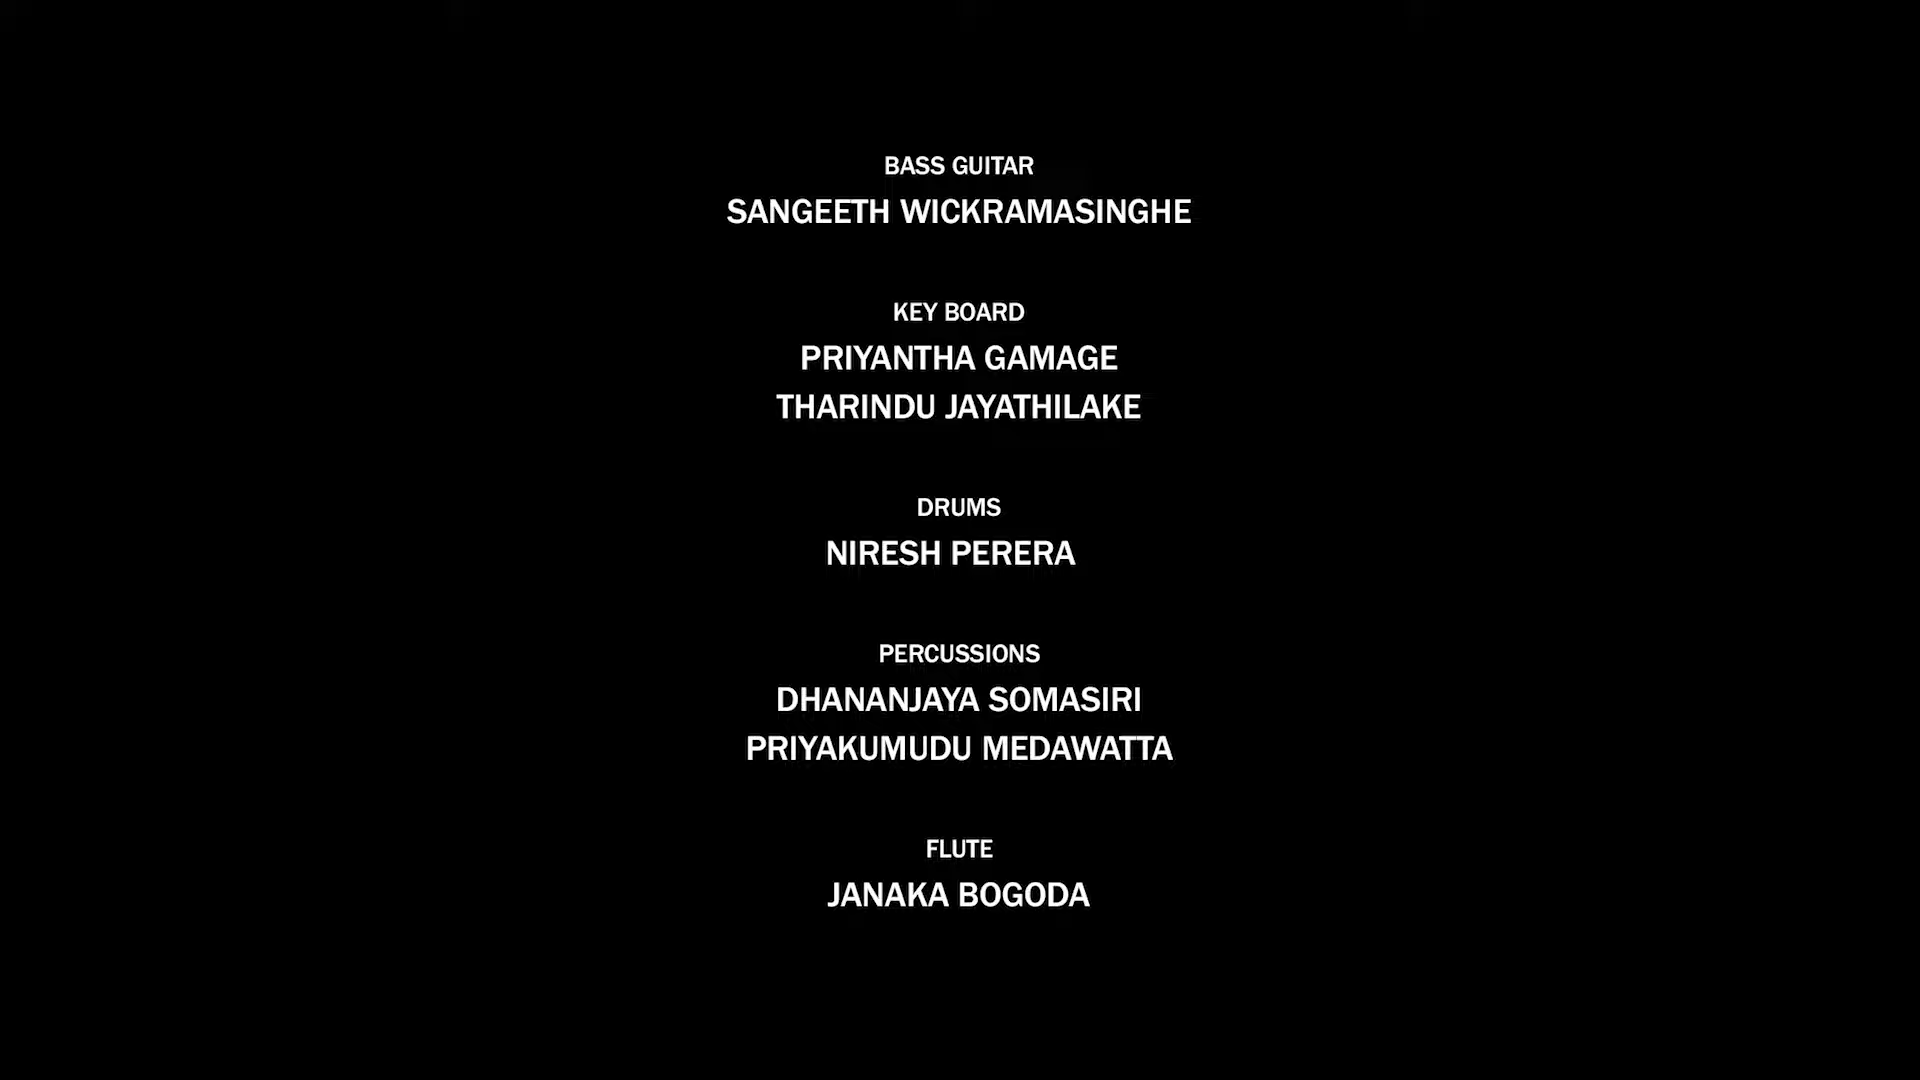 BASS GUITAR
SANGEETH WICKRAMASINGHE
KEY BOARD
PRIYANTHA GAMAGE
THARINDU JAYATHILAKE
DRUMS
NIRESH PERERA
PERCUSSIONS
DHANANJAYA SOMASIRI
PRIYAKUMUDU MEDAWATTA
FLUTE
JANAKA BOGODA